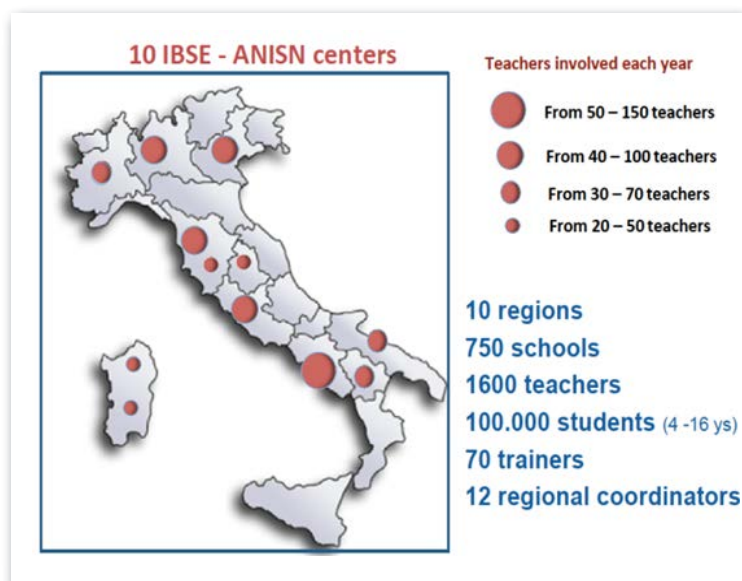 10 IBSE - ANISN centers
Teachers involved each year
From 50 – 150 teachers
From 40 – 100 teachers
From 30 – 70 teachers
From 20 – 50 teachers
10 regions
750 schools
1600 teachers
100.000 students (4 -16 ys)
70 trainers
12 regional coordinators